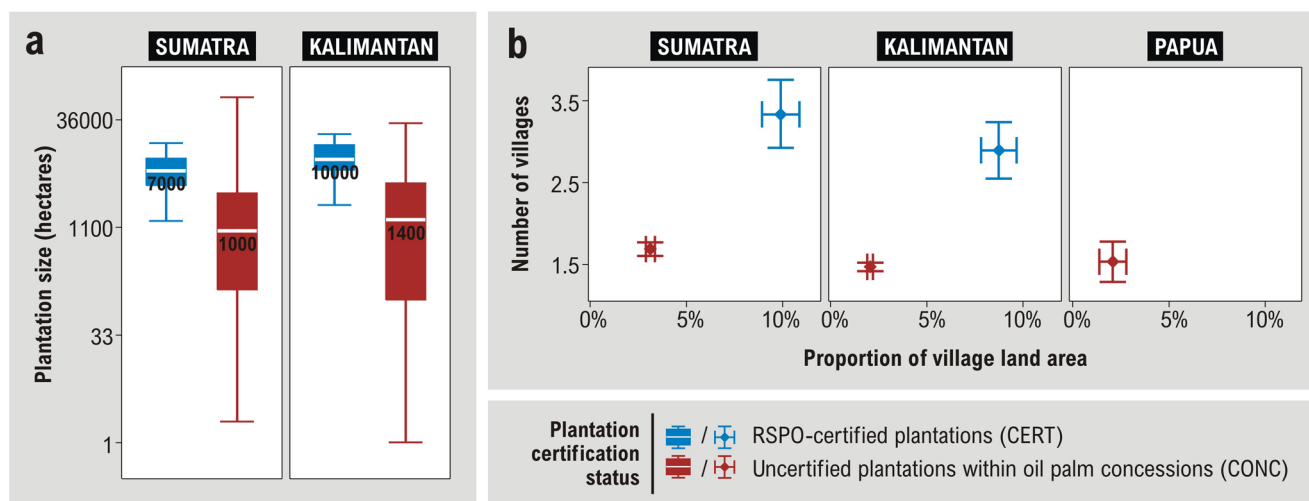 a
SUMATRA
KALIMANTAN
Plantation size (hectares)
36000
1100
33
1
7000
1000
10000
1400
b
SUMATRA
KALIMANTAN
PAPUA
Number of villages
3.5
2.5
1.5
0%
5%
10%
0%
5%
10%
0%
5%
10%
Proportion of village land area
Plantation
certification
status
/ RSPO-certified plantations (CERT)
/ Uncertified plantations within oil palm concessions (CONC)